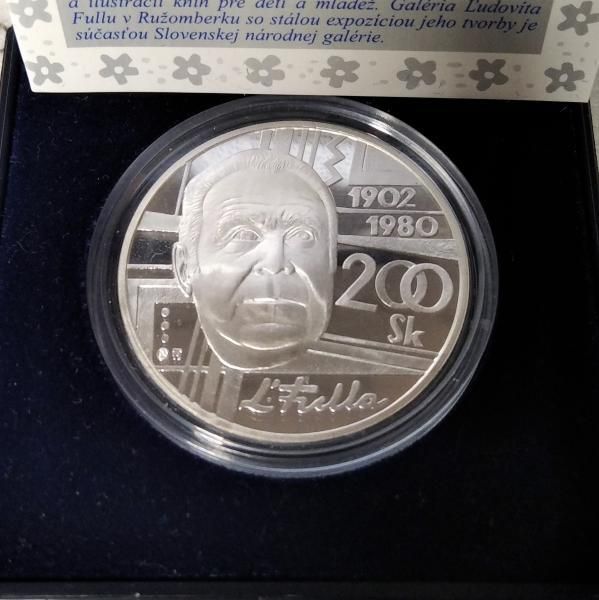 a ilustrácií kníh pre deti a mládež. Galéria Ľudovíta
Fullu v Ružomberku so stálou expozíciou jeho tvorby je
súčasťou Slovenskej národnej galérie.
1902
1980
200
Sk
Ľ. Fulla